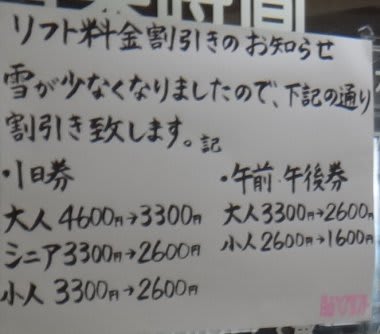 リフト料金割引きのお知らせ
雪が少なくなりましたので、下記の通り
割引き致します。
記
・1日券
大人 4600円→3300円
シニア 3300円→2600円
小人 3300円→2600円
・午前、午後券
大人3300円→2600円
小人2600円→1600円